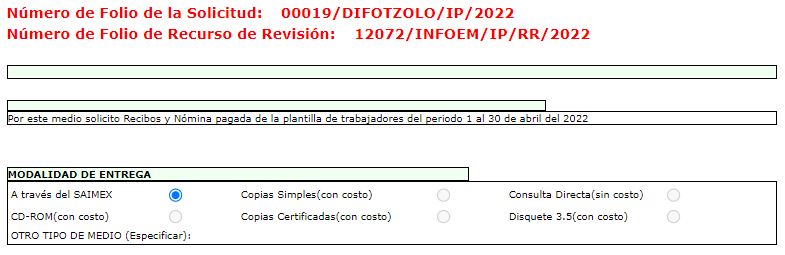 Número de Folio de la Solicitud: 00019/DIFOTZOLO/IP/2022
Número de Folio de Recurso de Revisión: 12072/INFOEM/IP/RR/2022
Por este medio solicito Recibos y Nómina pagada de la plantilla de trabajadores del periodo 1 al 30 de abril del 2022
MODALIDAD DE ENTREGA
A través del SAIMEX Copias Simples(con costo) Consulta Directa(sin costo)
CD-ROM(con costo) Copias Certificadas(con costo) Disquete 3.5(con costo)
OTRO TIPO DE MEDIO (Especificar):